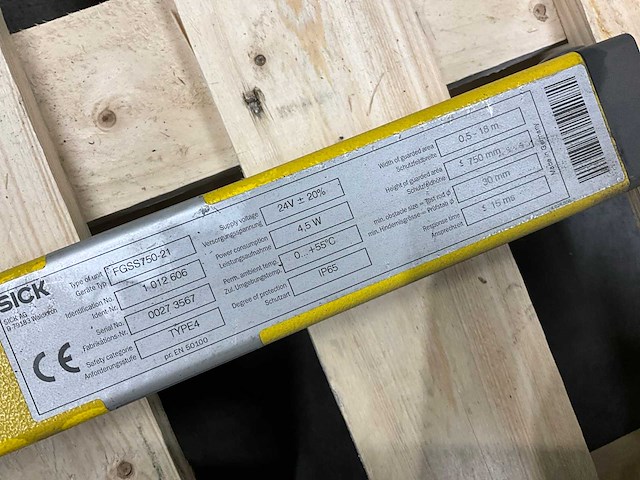 SICK
SICK AG
D 79183 Waldkirch
Type of unit
Geräte Typ
FGSS750-21
Identification No.
Ident-Nr.
1 012 606
Serial No.
Fabrikations-Nr.
0027 3567
Safety category
Anforderungsstufe
TYPE4
pr EN 50100
CE
Supply voltage
Versorgungsspannung
24V ± 20%
Power consumption
Leistungsaufnahme
4,5 W
Perm. ambient temp.
Zul. Umgebungstemp.
0...+55°C
Degree of protection
Schutzart
IP65
Width of guarded area
Schutzfeldbreite
0,5 - 18 m
Height of guarded area
Schutzfeldhöhe
≤ 750 mm,
min. obstacle size = Test rod ø
min. Hindernisgrösse = Prüfstab ø
30 mm
Response time
Ansprechzeit
≤ 15 ms